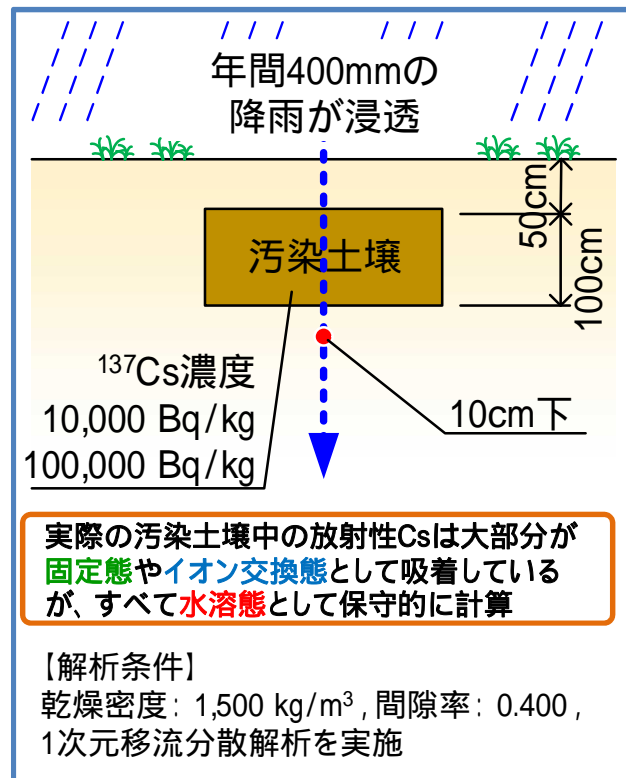 年間400mmの
降雨が浸透
50cm
汚染土壌
100cm
¹³⁷Cs濃度
10,000 Bq/kg
100,000 Bq/kg
10cm下
実際の汚染土壌中の放射性Csは大部分が
固定態やイオン交換態として吸着している
が、すべて水溶態として保守的に計算
【解析条件】
乾燥密度: 1,500 kg/m³ , 間隙率: 0.400 ,
1次元移流分散解析を実施